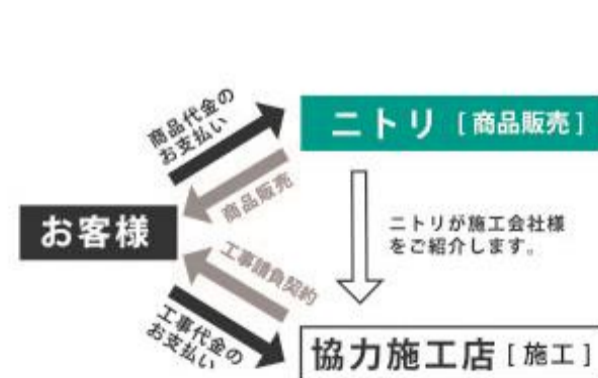 商品代金の
お支払い
ニトリ [商品販売]
商品販売
ニトリが施工会社様
をご紹介します。
お客様
工事請負契約
工事代金の
お支払い
協力施工店 [施工]